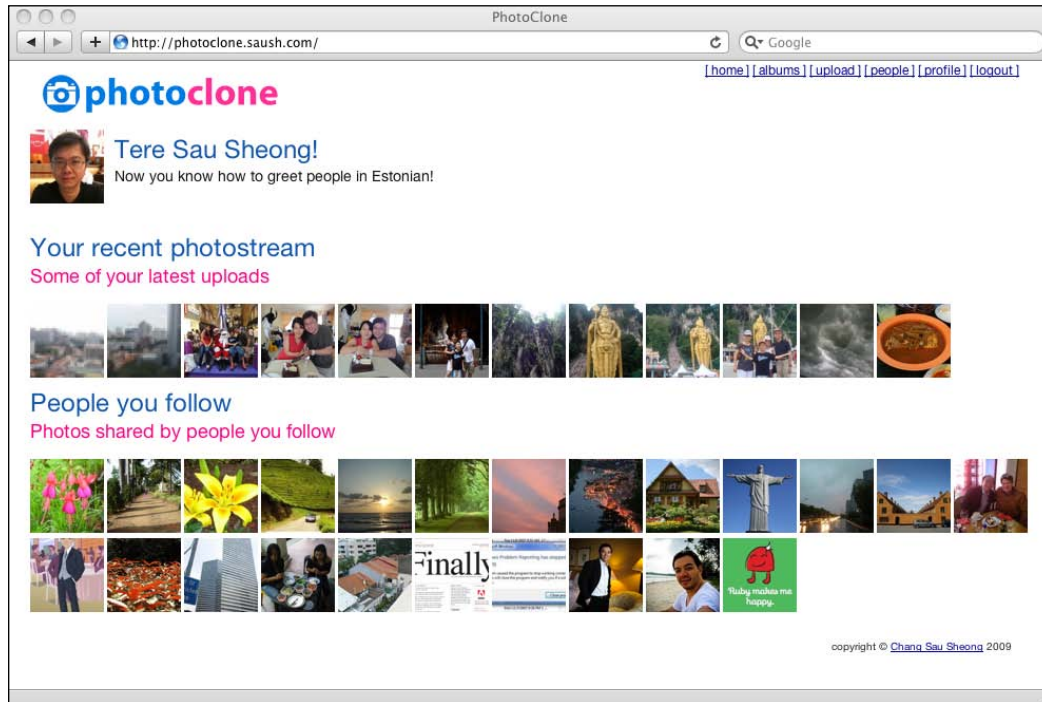 PhotoClone
http://photoclone.saush.com/
Google
[ home ] [ albums ] [ upload ] [ people ] [ profile ] [ logout ]
photoclone
Tere Sau Sheong!
Now you know how to greet people in Estonian!
Your recent photostream
Some of your latest uploads
People you follow
Photos shared by people you follow
Finally
Ruby makes me
happy.
copyright © Chang Sau Sheong 2009